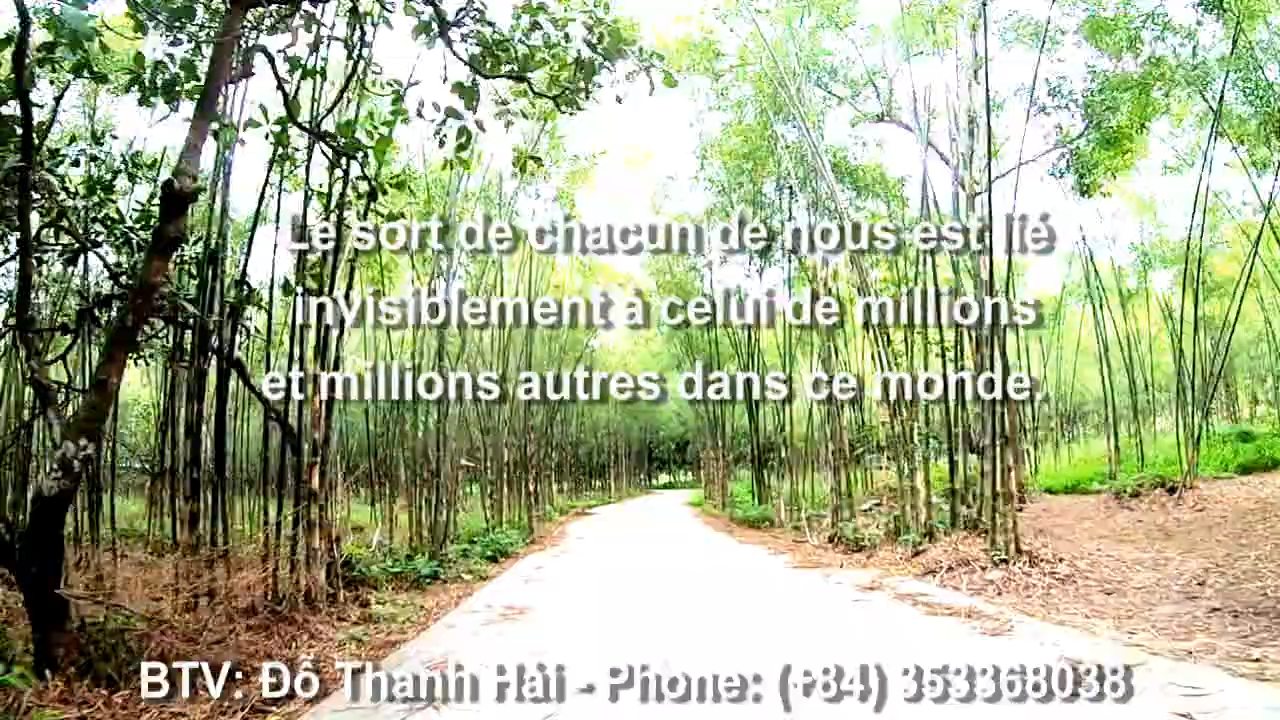 Le sort de chacun de nous est lié
invisiblement à celui de millions
et millions autres dans ce monde.
BTV: Đỗ Thanh Hải - Phone: (+84) 353368038